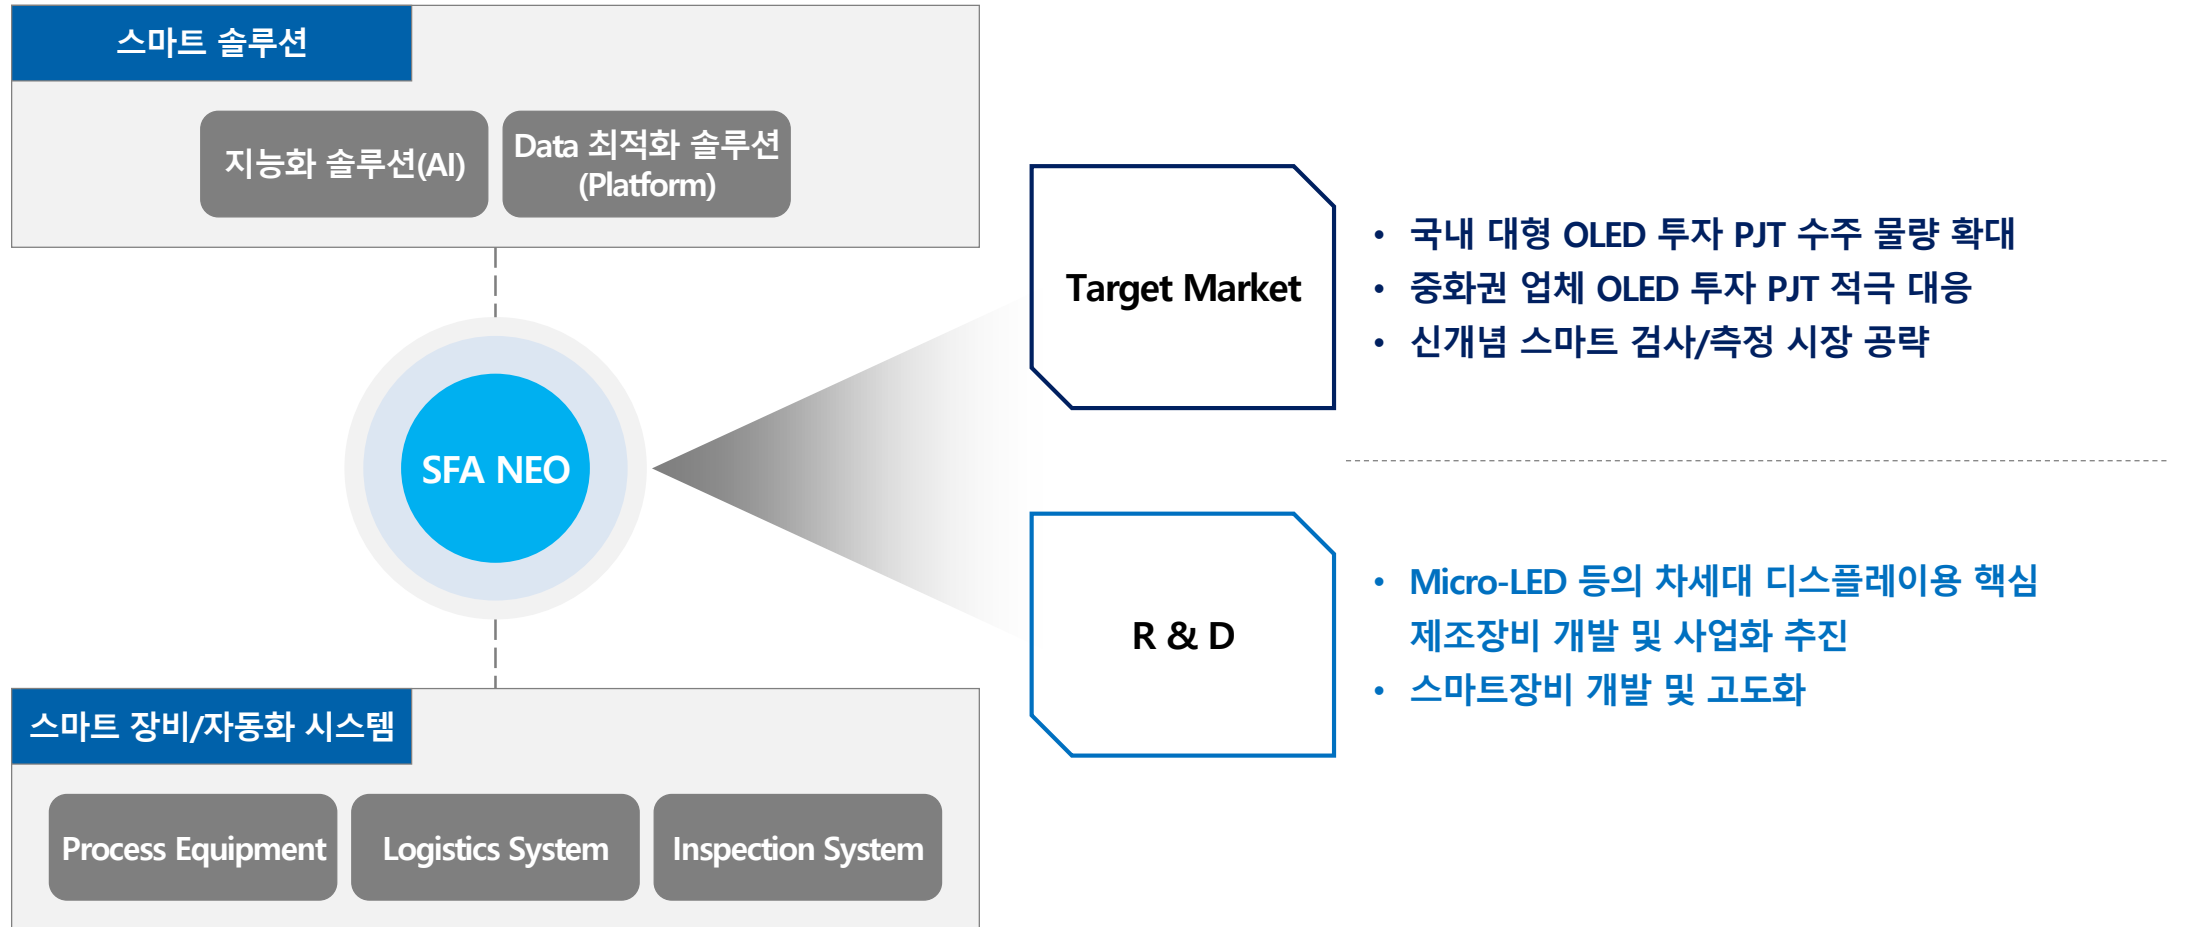 스마트 솔루션
지능화 솔루션(AI)
Data 최적화 솔루션
(Platform)
SFA NEO
스마트 장비/자동화 시스템
Process Equipment
Logistics System
Inspection System
Target Market
• 국내 대형 OLED 투자 PJT 수주 물량 확대
• 중화권 업체 OLED 투자 PJT 적극 대응
• 신개념 스마트 검사/측정 시장 공략
R & D
• Micro-LED 등의 차세대 디스플레이용 핵심
제조장비 개발 및 사업화 추진
• 스마트장비 개발 및 고도화